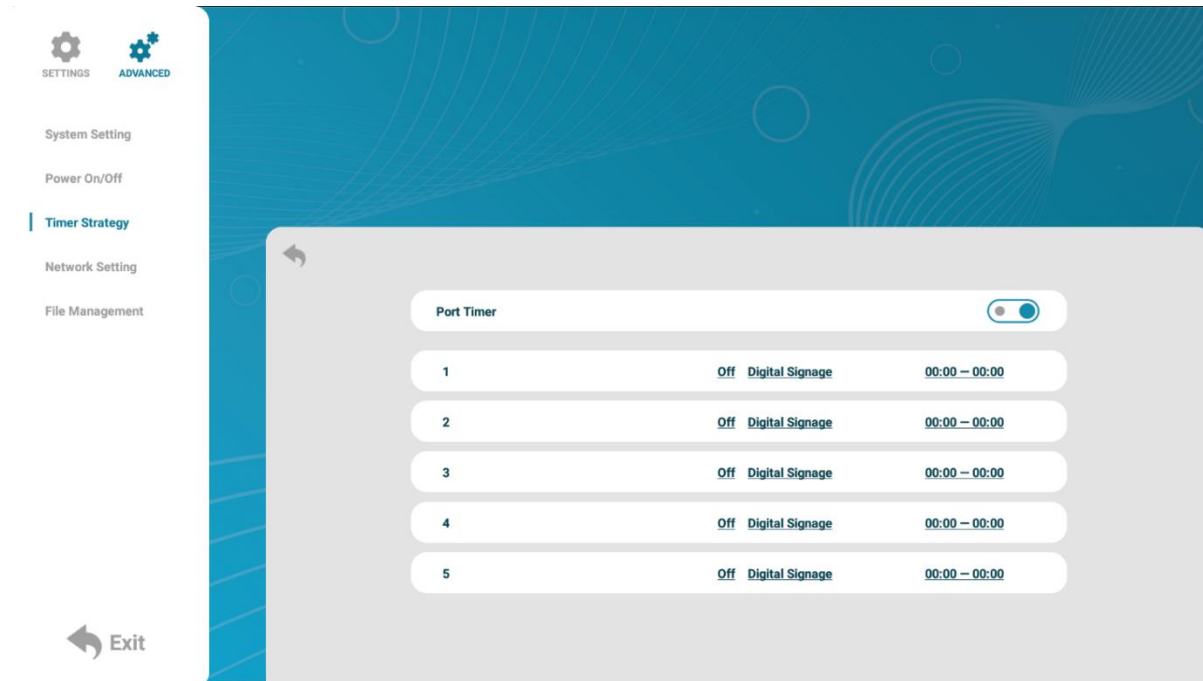 SETTINGS ADVANCED
System Setting
Power On/Off
Timer Strategy
Network Setting
File Management
Exit
Port Timer
1 Off Digital Signage 00:00 — 00:00
2 Off Digital Signage 00:00 — 00:00
3 Off Digital Signage 00:00 — 00:00
4 Off Digital Signage 00:00 — 00:00
5 Off Digital Signage 00:00 — 00:00